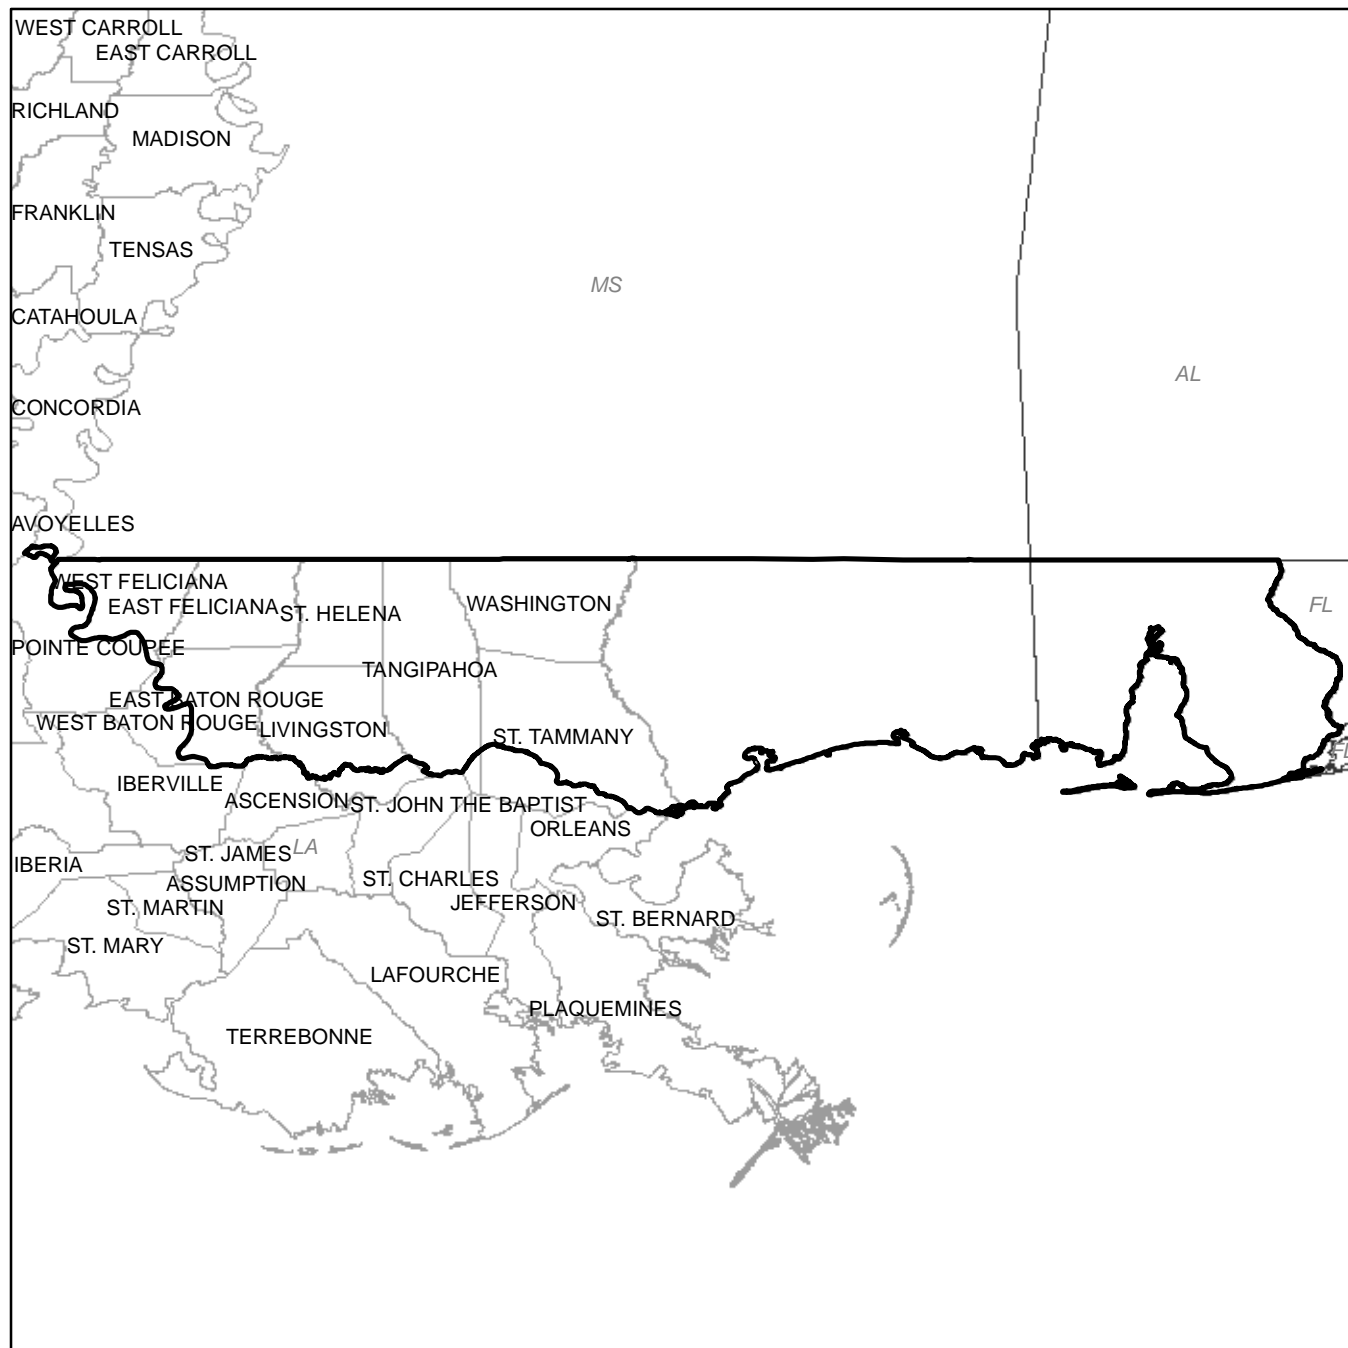 WEST CARROLL
EAST CARROLL
RICHLAND
MADISON
FRANKLIN
TENSAS
MS
CATAHOULA
AL
CONCORDIA
AVOYELLES
WEST FELICIANA
EAST FELICIANA
ST. HELENA
WASHINGTON
FL
POINTE COUPEE
TANGIPAHOA
EAST BATON ROUGE
WEST BATON ROUGE
LIVINGSTON
ST. TAMMANY
FL
IBERVILLE
ASCENSION
ST. JOHN THE BAPTIST
ORLEANS
IBERIA
ST. JAMES
LA
ASSUMPTION
ST. CHARLES
ST. MARTIN
JEFFERSON
ST. BERNARD
ST. MARY
LAFOURCHE
PLAQUEMINES
TERREBONNE